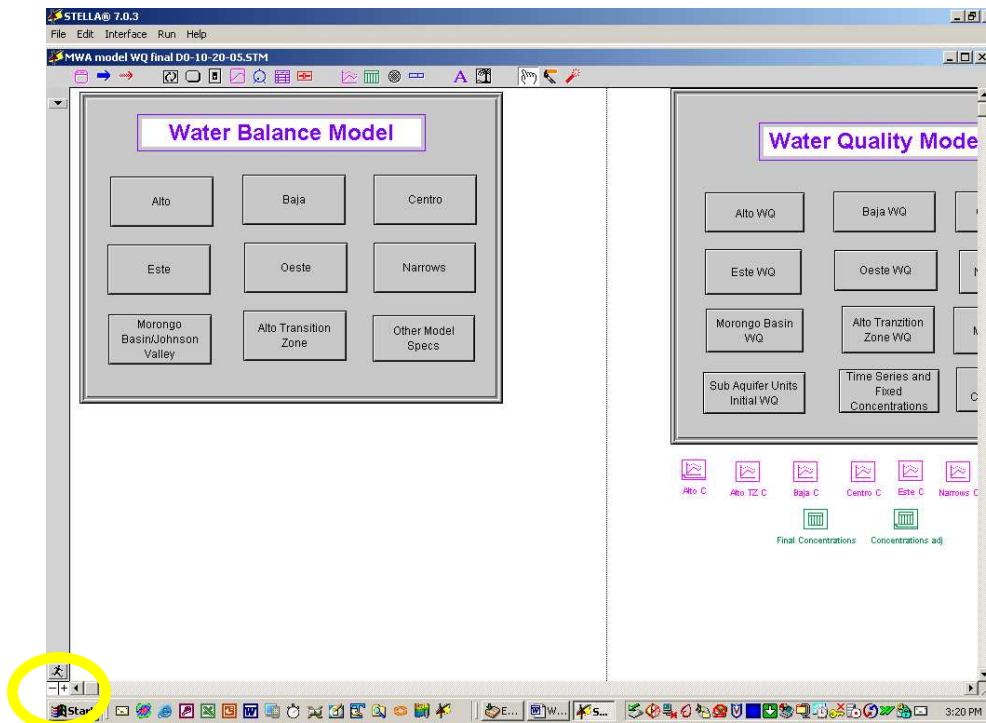 STELLA® 7.0.3
File Edit Interface Run Help
MWA model WQ final D0-10-20-05.STM
A
Water Balance Model
Alto
Baja
Centro
Este
Oeste
Narrows
Morongo
Basin/Johnson
Valley
Alto Transition
Zone
Other Model
Specs
Water Quality Mode
Alto WQ
Baja WQ
Este WQ
Oeste WQ
Morongo Basin
WQ
Alto Tranzition
Zone WQ
Sub Aquifer Units
Initial WQ
Time Series and
Fixed
Concentrations
C
Alto C
Alto TZ C
Baja C
Centro C
Este C
Narrows C
Final Concentrations
Concentrations adj
Start
E...
W...
S...
3:20 PM